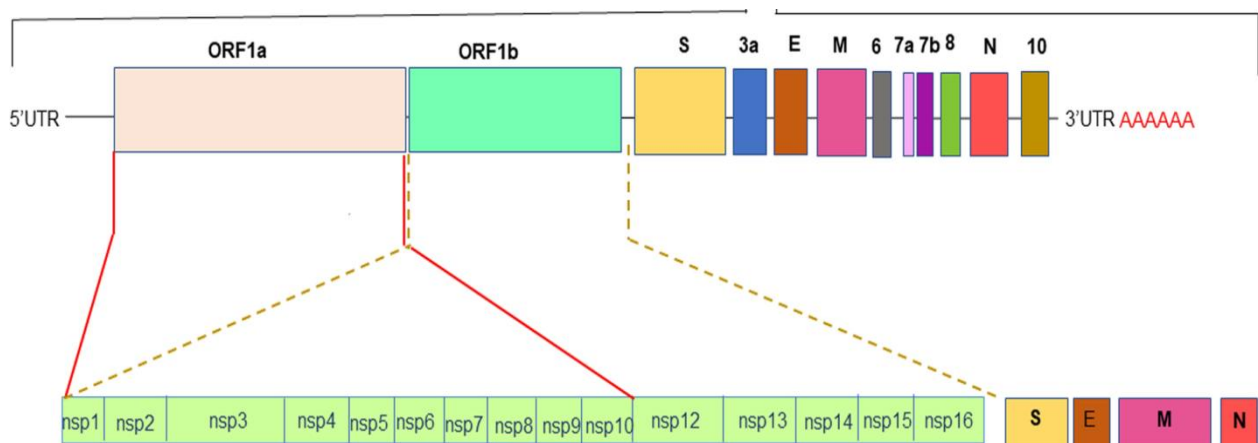 ORF1a ORF1b S 3a E M 6 7a 7b 8 N 10
5'UTR 3'UTR AAAAAA
nsp1 nsp2 nsp3 nsp4 nsp5 nsp6 nsp7 nsp8 nsp9 nsp10 nsp12 nsp13 nsp14 nsp15 nsp16 S E M N